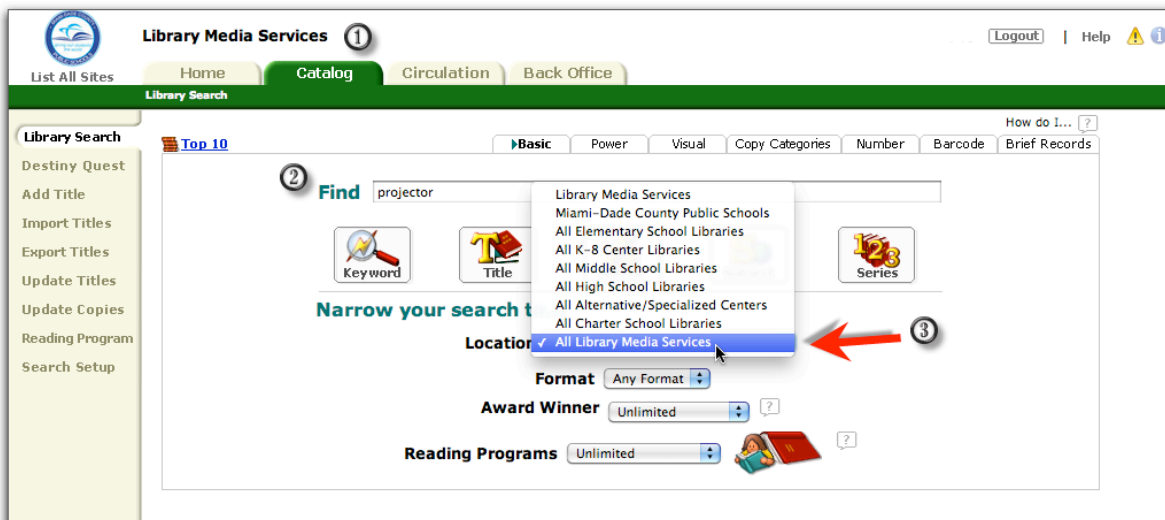 Library Media Services ①
Logout | Help
List All Sites
Home Catalog Circulation Back Office
Library Search
How do I... ?
Library Search
Destiny Quest
Add Title
Import Titles
Export Titles
Update Titles
Update Copies
Reading Program
Search Setup
Top 10
Basic Power Visual Copy Categories Number Barcode Brief Records
② Find projector
Library Media Services
Miami-Dade County Public Schools
All Elementary School Libraries
All K-8 Center Libraries
All Middle School Libraries
All High School Libraries
All Alternative/Specialized Centers
All Charter School Libraries
✓ All Library Media Services
Keyword Title Series
Narrow your search t
Location
③
Format Any Format
Award Winner Unlimited ?
Reading Programs Unlimited ?